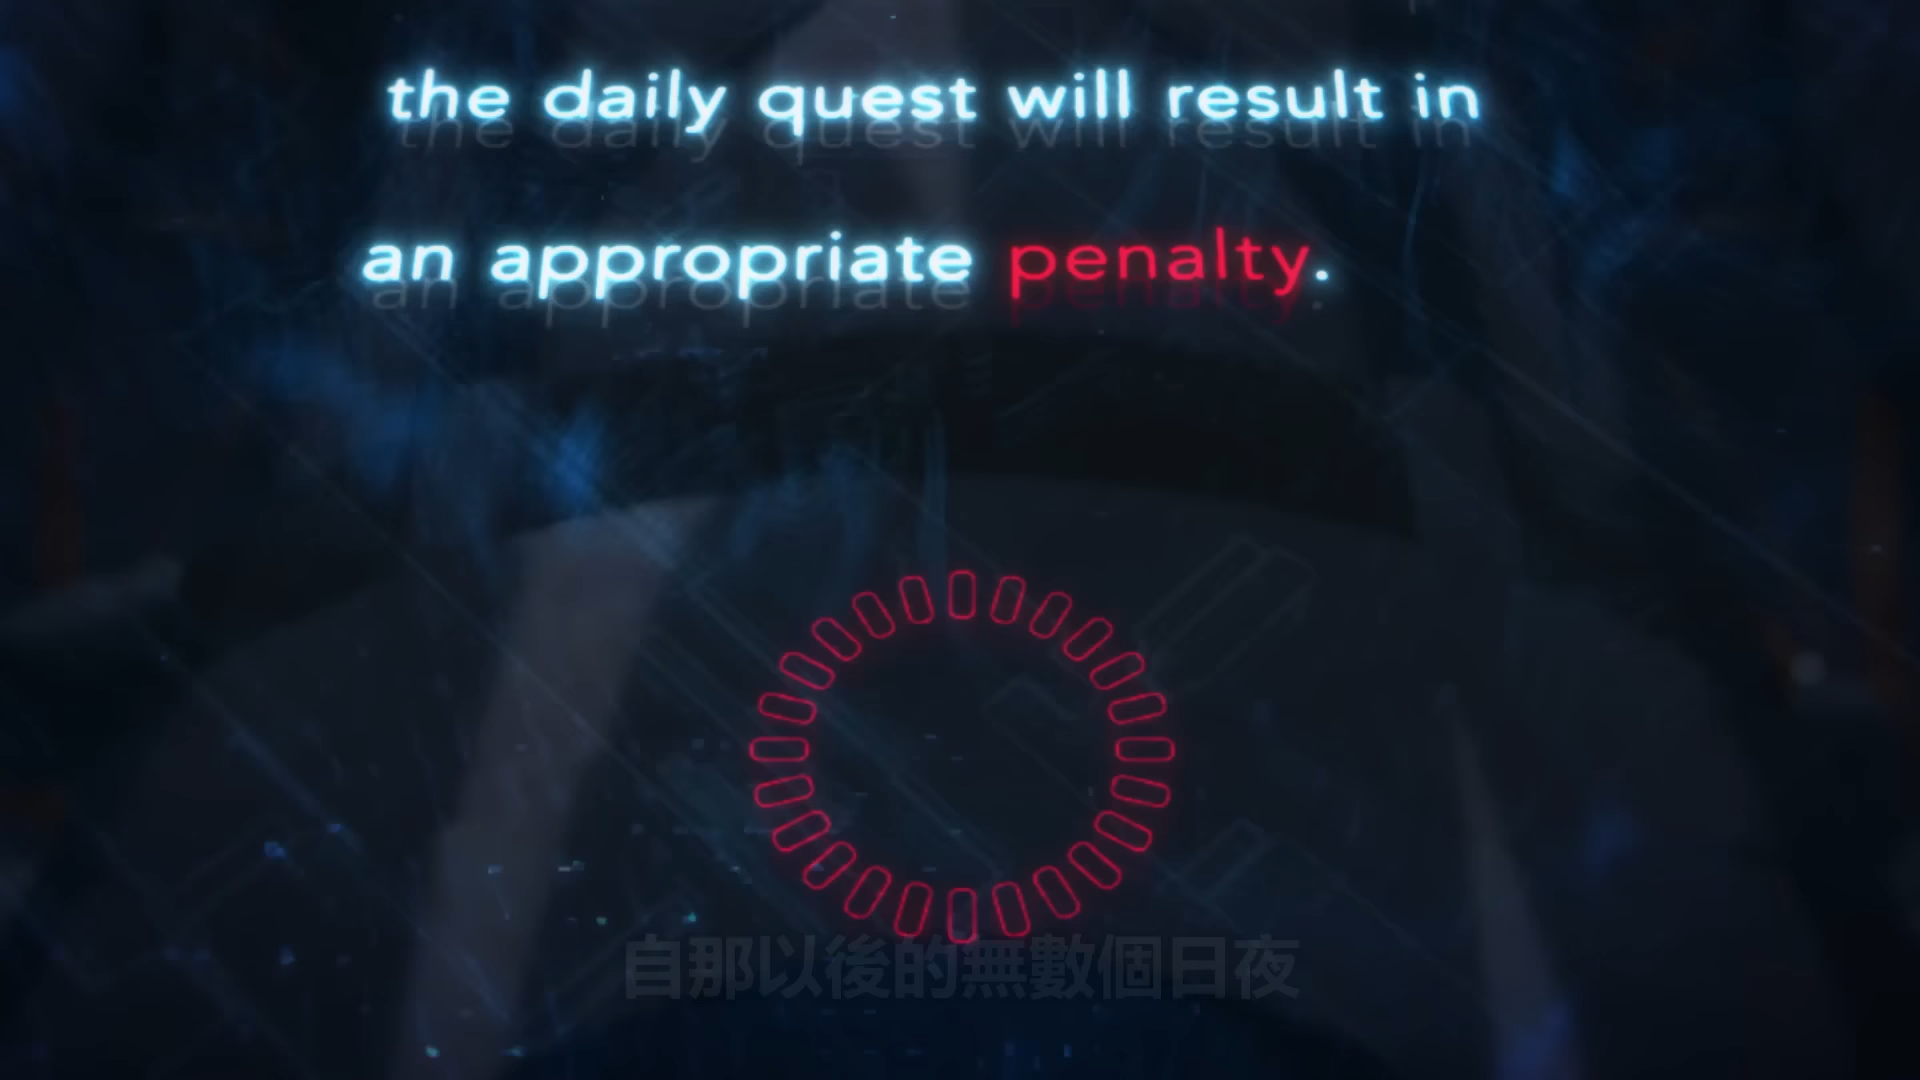 the daily quest will result in
an appropriate penalty.
自那以後的無數個日夜